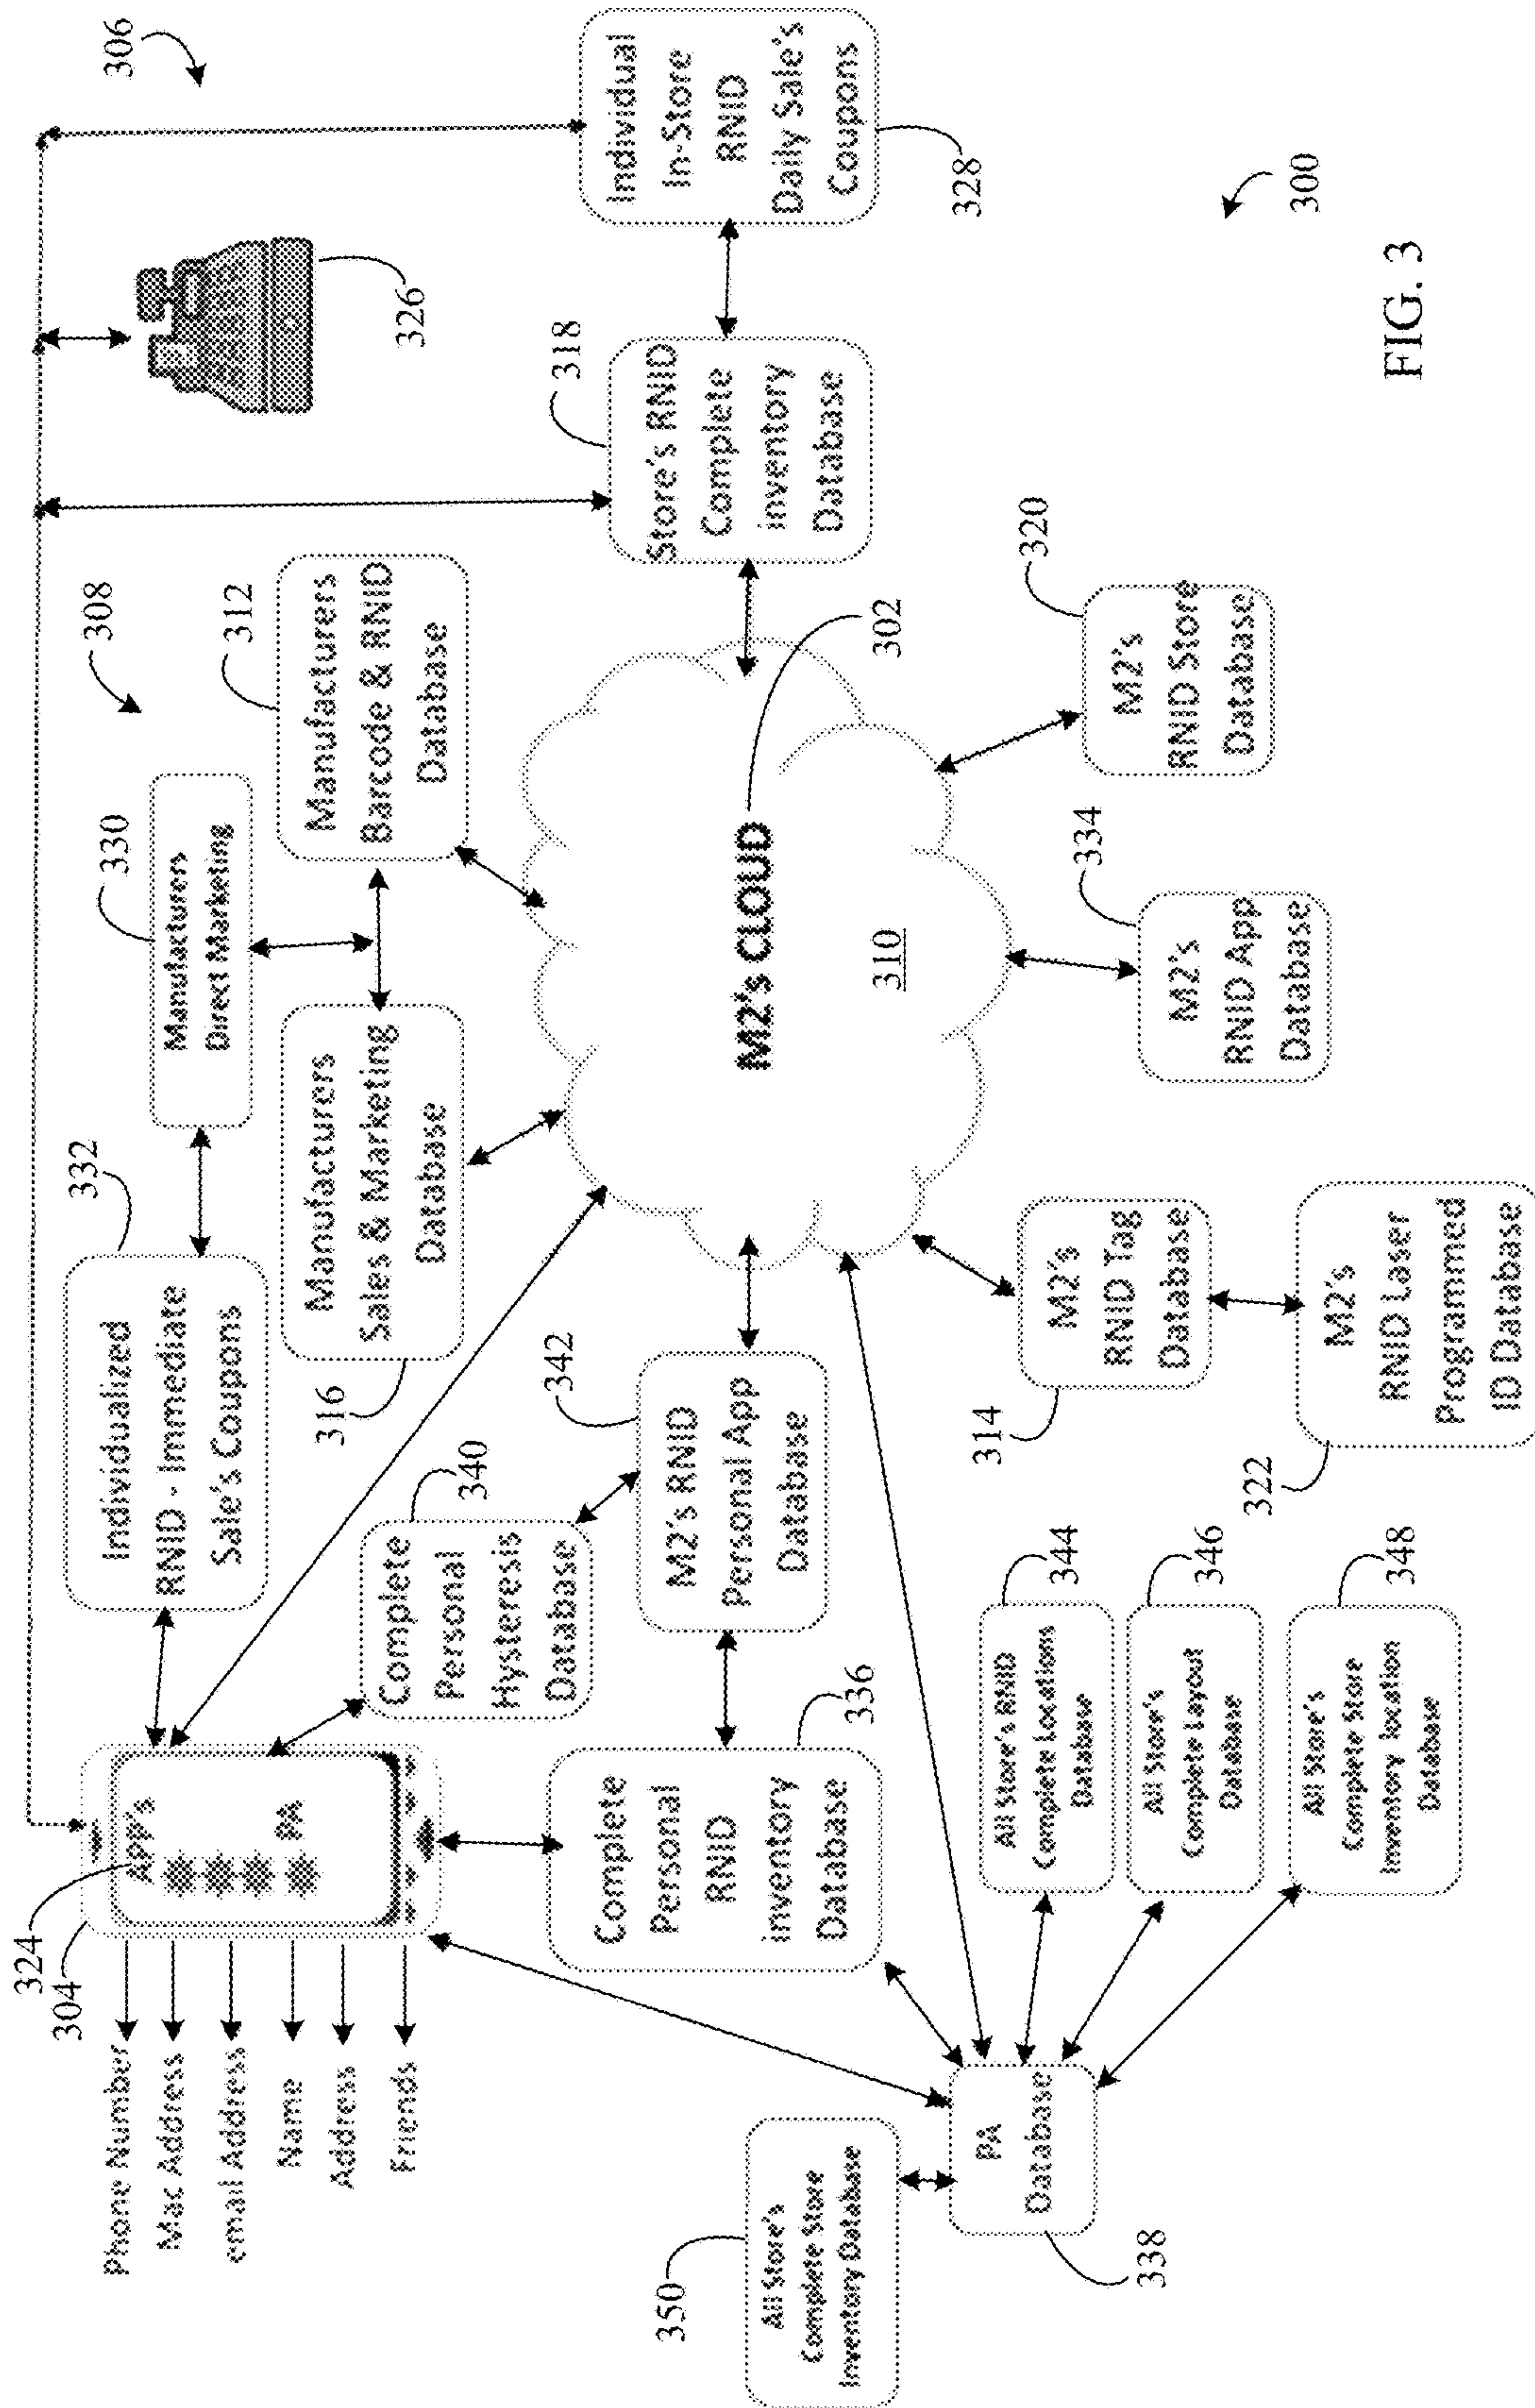 Phone Number
Mac Address
email Address
Name
Address
Friends
324
304
APP's
PA
332
Individualized
RNID - Immediate
Sale's Coupons
330
Manufacturers
Direct Marketing
308
306
326
316
Manufacturers
Sales & Marketing
Database
312
Manufacturers
Barcode & RNID
Database
340
Complete
Personal
Hysteresis
Database
342
M2's RNID
Personal App
Database
336
Complete
Personal
RNID
inventory
Database
M2's CLOUD
302
310
318
Store's RNID
Complete
inventory
Database
Individual
In-Store
RNID
Daily Sale's
Coupons
328
350
All Store's
Complete Store
Inventory Database
PA
Database
338
344
All Store's RNID
Complete Locations
Database
346
All Store's
Complete Layout
Database
348
All Store's
Complete Store
Inventory location
Database
314
M2's
RNID Tag
Database
322
M2's
RNID Laser
Programmed
ID Database
334
M2's
RNID App
Database
320
M2's
RNID Store
Database
300
FIG. 3